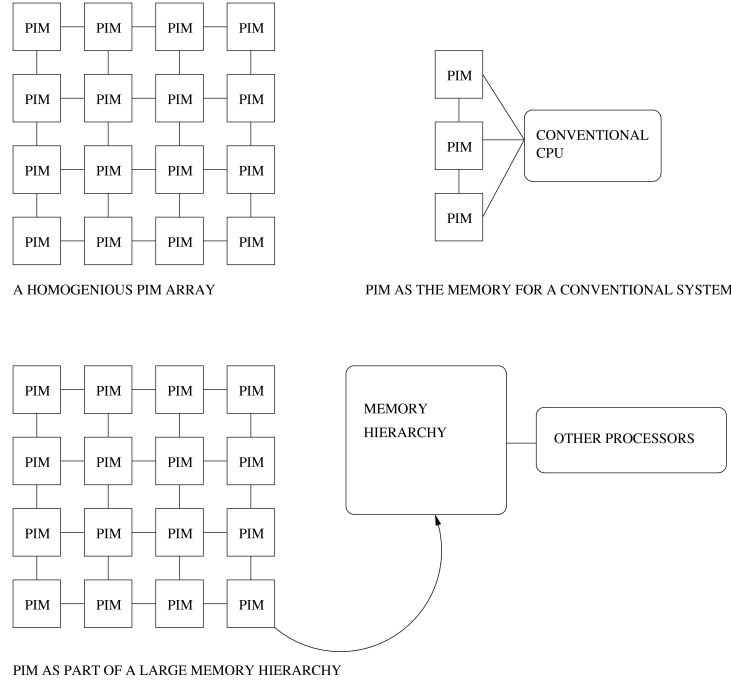 PIM PIM PIM PIM
PIM PIM PIM PIM
PIM PIM PIM PIM
PIM PIM PIM PIM
A HOMOGENIOUS PIM ARRAY
PIM
PIM
PIM
CONVENTIONAL
CPU
PIM AS THE MEMORY FOR A CONVENTIONAL SYSTEM
PIM PIM PIM PIM
PIM PIM PIM PIM
PIM PIM PIM PIM
PIM PIM PIM PIM
MEMORY
HIERARCHY
OTHER PROCESSORS
PIM AS PART OF A LARGE MEMORY HIERARCHY